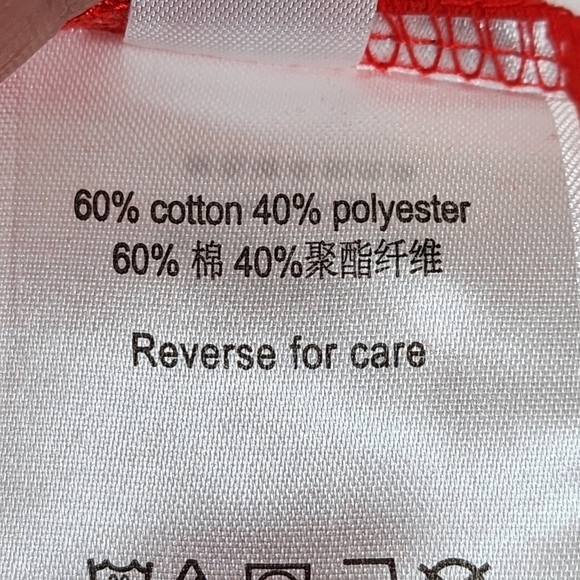 60% cotton 40% polyester
60% 棉 40%聚酯纤维
Reverse for care